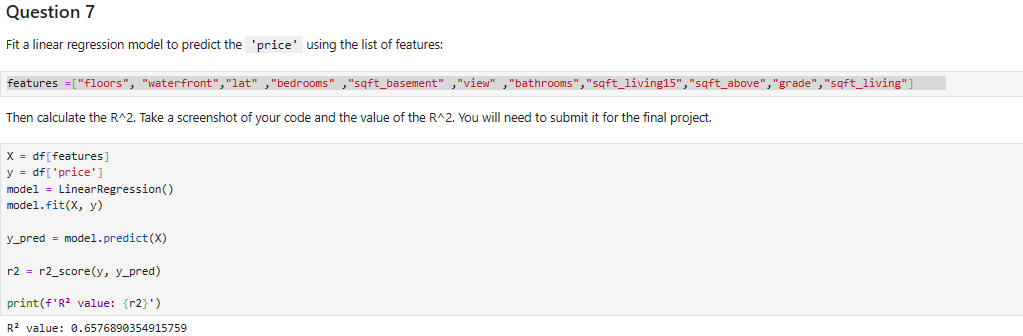 Question 7
Fit a linear regression model to predict the 'price' using the list of features:
features =["floors", "waterfront","lat" ,"bedrooms" ,"sqft_basement" ,"view" ,"bathrooms","sqft_living15","sqft_above","grade","sqft_living"]
Then calculate the R^2. Take a screenshot of your code and the value of the R^2. You will need to submit it for the final project.
X = df[features]
y = df['price']
model = LinearRegression()
model.fit(X, y)
y_pred = model.predict(X)
r2 = r2_score(y, y_pred)
print(f'R² value: {r2}')
R² value: 0.6576890354915759